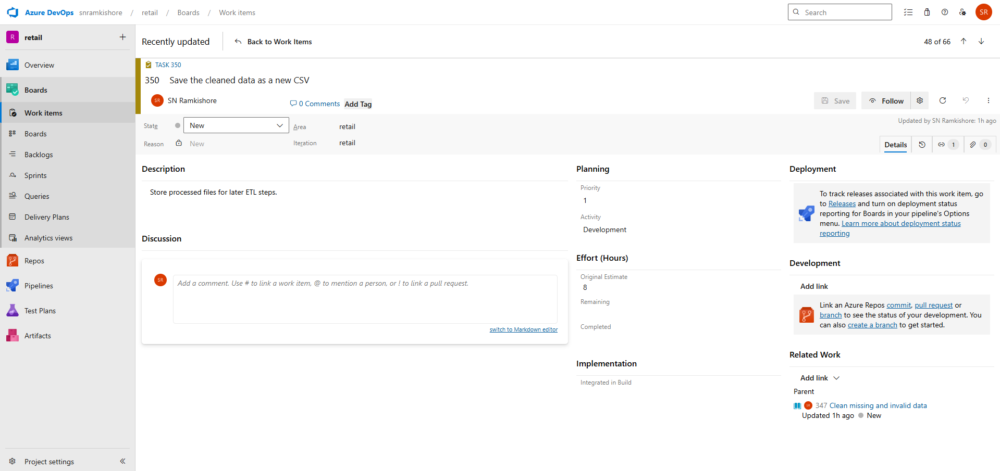 Azure DevOps snramkishore / retail / Boards / Work items
Search
SR
R retail
Recently updated
Back to Work Items
48 of 66
Overview
Boards
Work items
Boards
Backlogs
Sprints
Queries
Delivery Plans
Analytics views
Repos
Pipelines
Test Plans
Artifacts
Project settings
TASK 350
350 Save the cleaned data as a new CSV
SR SN Ramkishore
0 Comments
Add Tag
Save
Follow
State
New
Area
retail
Updated by SN Ramkishore: 1h ago
Reason
New
Iteration
retail
Details
1
0
Description
Store processed files for later ETL steps.
Discussion
SR
Add a comment. Use # to link a work item, @ to mention a person, or ! to link a pull request.
switch to Markdown editor
Planning
Priority
1
Activity
Development
Effort (Hours)
Original Estimate
8
Remaining
Completed
Implementation
Integrated in Build
Deployment
To track releases associated with this work item, go
to Releases and turn on deployment status
reporting for Boards in your pipeline's Options
menu. Learn more about deployment status
reporting
Development
Add link
Link an Azure Repos commit, pull request or
branch to see the status of your development. You
can also create a branch to get started.
Related Work
Add link
Parent
SR 347 Clean missing and invalid data
Updated 1h ago New